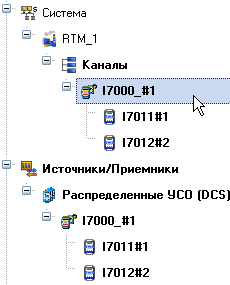 Система
RTM_1
Каналы
I7000_#1
I7011#1
I7012#2
Источники/Приемники
Распределенные УСО (DCS)
I7000_#1
I7011#1
I7012#2